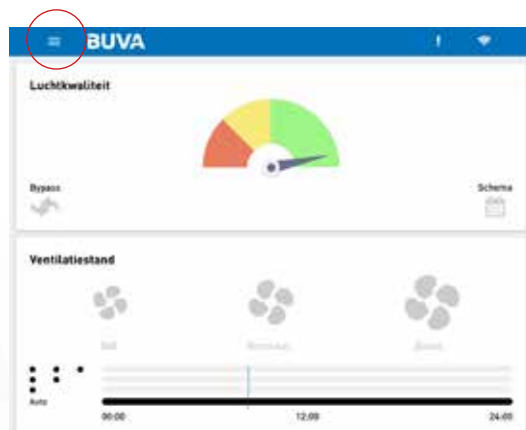 BUVA
Luchtkwaliteit
Bypass
Schema
Ventilatiestand
Auto
00:00
12:00
24:00